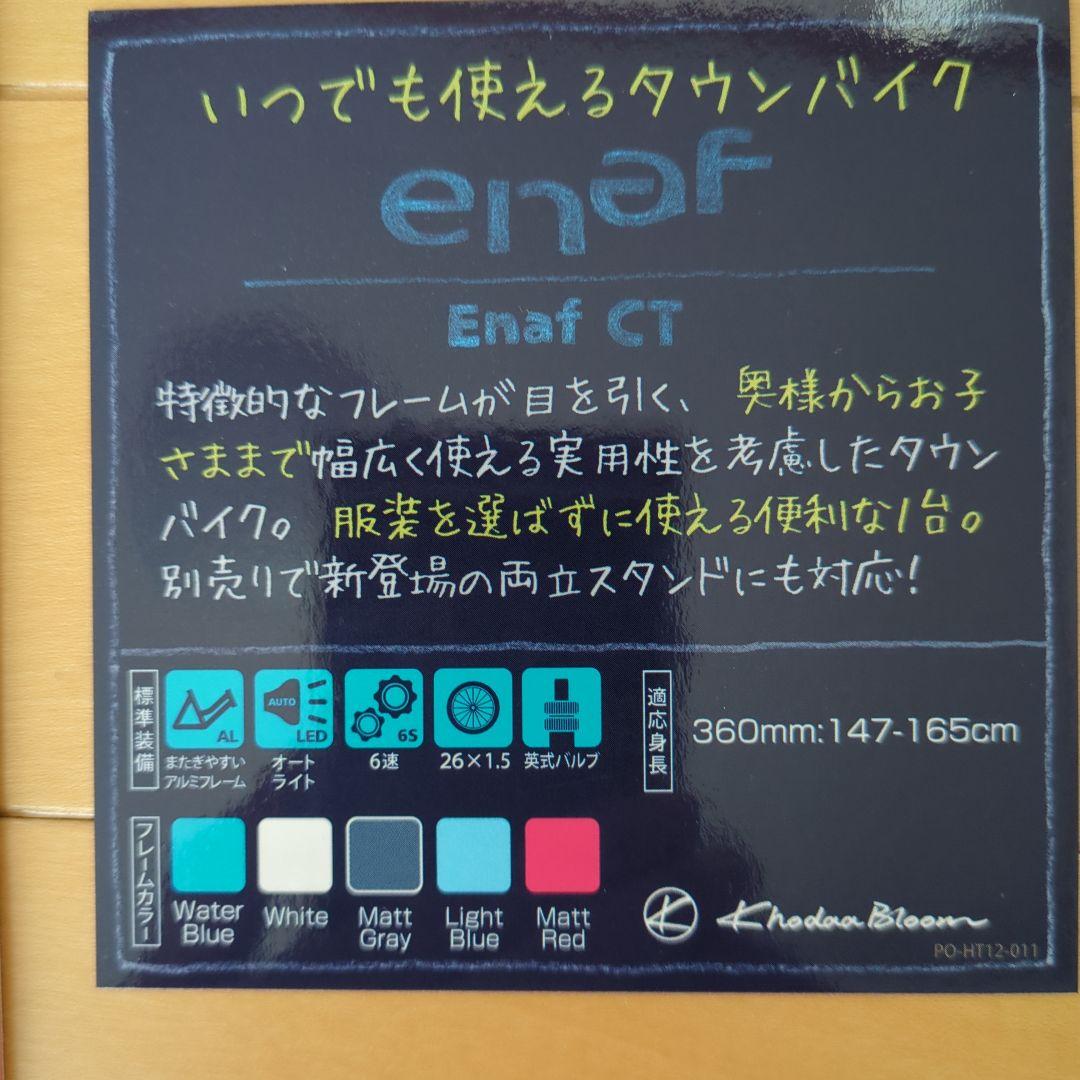 いつでも使えるタウンバイク
enaf
Enaf CT
特徴的なフレームが目を引く、奥様からお子
さままで幅広く使える実用性を考慮したタウン
バイク。 服装を選ばずに使える便利な1台。
別売りで新登場の両立スタンドにも対応!
標準装備
AL
またぎやすい
アルミフレーム
AUTO
LED
オート
ライト
6S
6速
26×1.5
英式バルブ
適応身長
360mm:147-165cm
フレームカラー
Water
Blue
White
Matt
Gray
Light
Blue
Matt
Red
K
Khodaa Bloom
PO-HT12-011